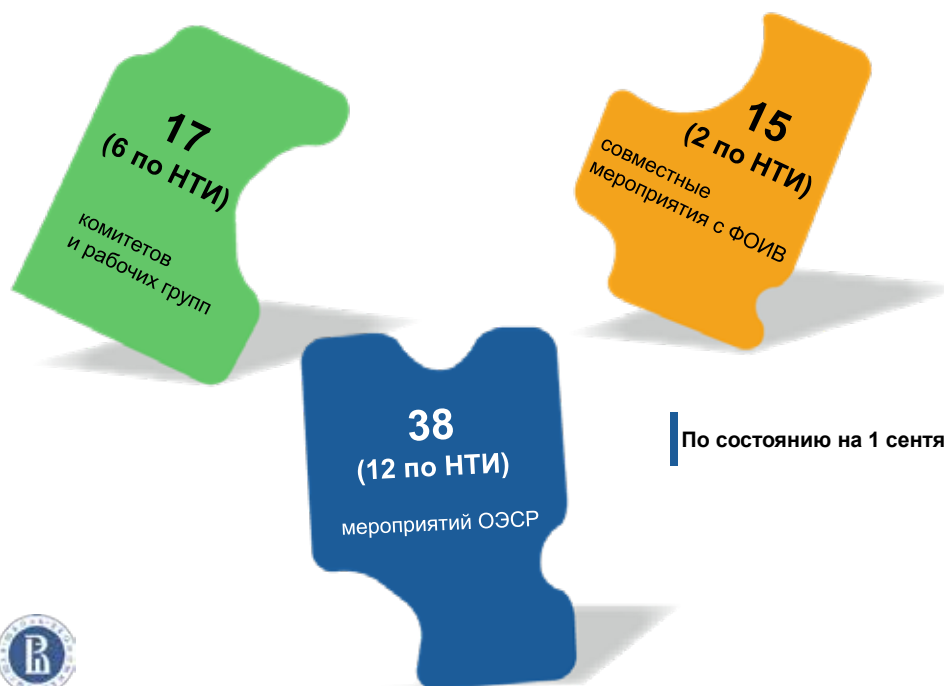 17
(6 по НТИ)
комитетов
и рабочих групп
15
(2 по НТИ)
совместные
мероприятия с ФОИВ
38
(12 по НТИ)
мероприятий ОЭСР
По состоянию на 1